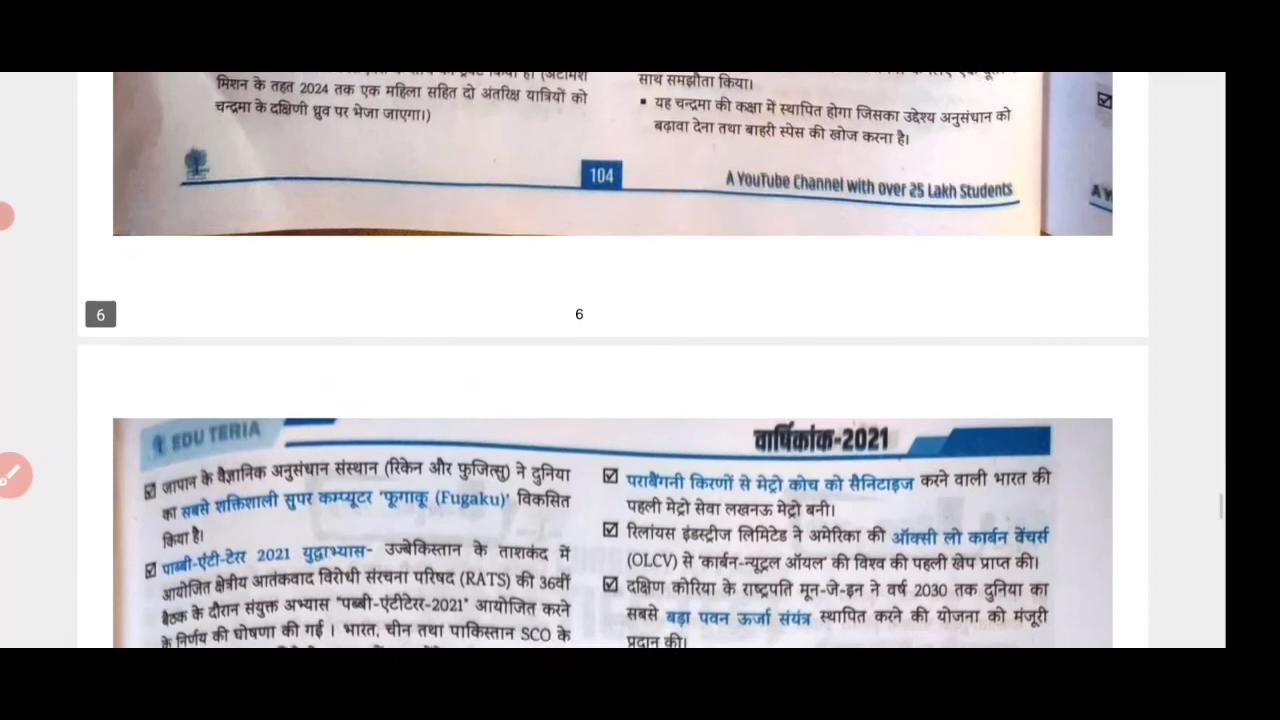 मिशन के तहत 2024 तक एक महिला सहित दो अंतरिक्ष यात्रियों को
चन्द्रमा के दक्षिणी ध्रुव पर भेजा जाएगा।)
साथ समझौता किया।
▪ यह चन्द्रमा की कक्षा में स्थापित होगा जिसका उद्देश्य अनुसंधान को
बढ़ावा देना तथा बाहरी स्पेस की खोज करना है।
104
A YouTube Channel with over 25 Lakh Students
6
6
EDU TERIA
वार्षिकांक-2021
जापान के वैज्ञानिक अनुसंधान संस्थान (रिकेन और फुजित्सु) ने दुनिया
का सबसे शक्तिशाली सुपर कम्प्यूटर 'फूगाकू (Fugaku)' विकसित
किया है।
पाब्बी-एंटी-टेरर 2021 युद्धाभ्यास- उज्बेकिस्तान के ताशकंद में
आयोजित क्षेत्रीय आतंकवाद विरोधी संरचना परिषद (RATS) की 36वीं
बैठक के दौरान संयुक्त अभ्यास "पब्बी-एंटीटेरर-2021" आयोजित करने
के निर्णय की घोषणा की गई । भारत, चीन तथा पाकिस्तान SCO के
पराबैंगनी किरणों से मेट्रो कोच को सैनिटाइज करने वाली भारत की
पहली मेट्रो सेवा लखनऊ मेट्रो बनी।
रिलांयस इंडस्ट्रीज लिमिटेड ने अमेरिका की ऑक्सी लो कार्बन वेंचर्स
(OLCV) से 'कार्बन-न्यूट्रल ऑयल' की विश्व की पहली खेप प्राप्त की।
दक्षिण कोरिया के राष्ट्रपति मून-जे-इन ने वर्ष 2030 तक दुनिया का
सबसे बड़ा पवन ऊर्जा संयंत्र स्थापित करने की योजना को मंजूरी
प्रदान की।